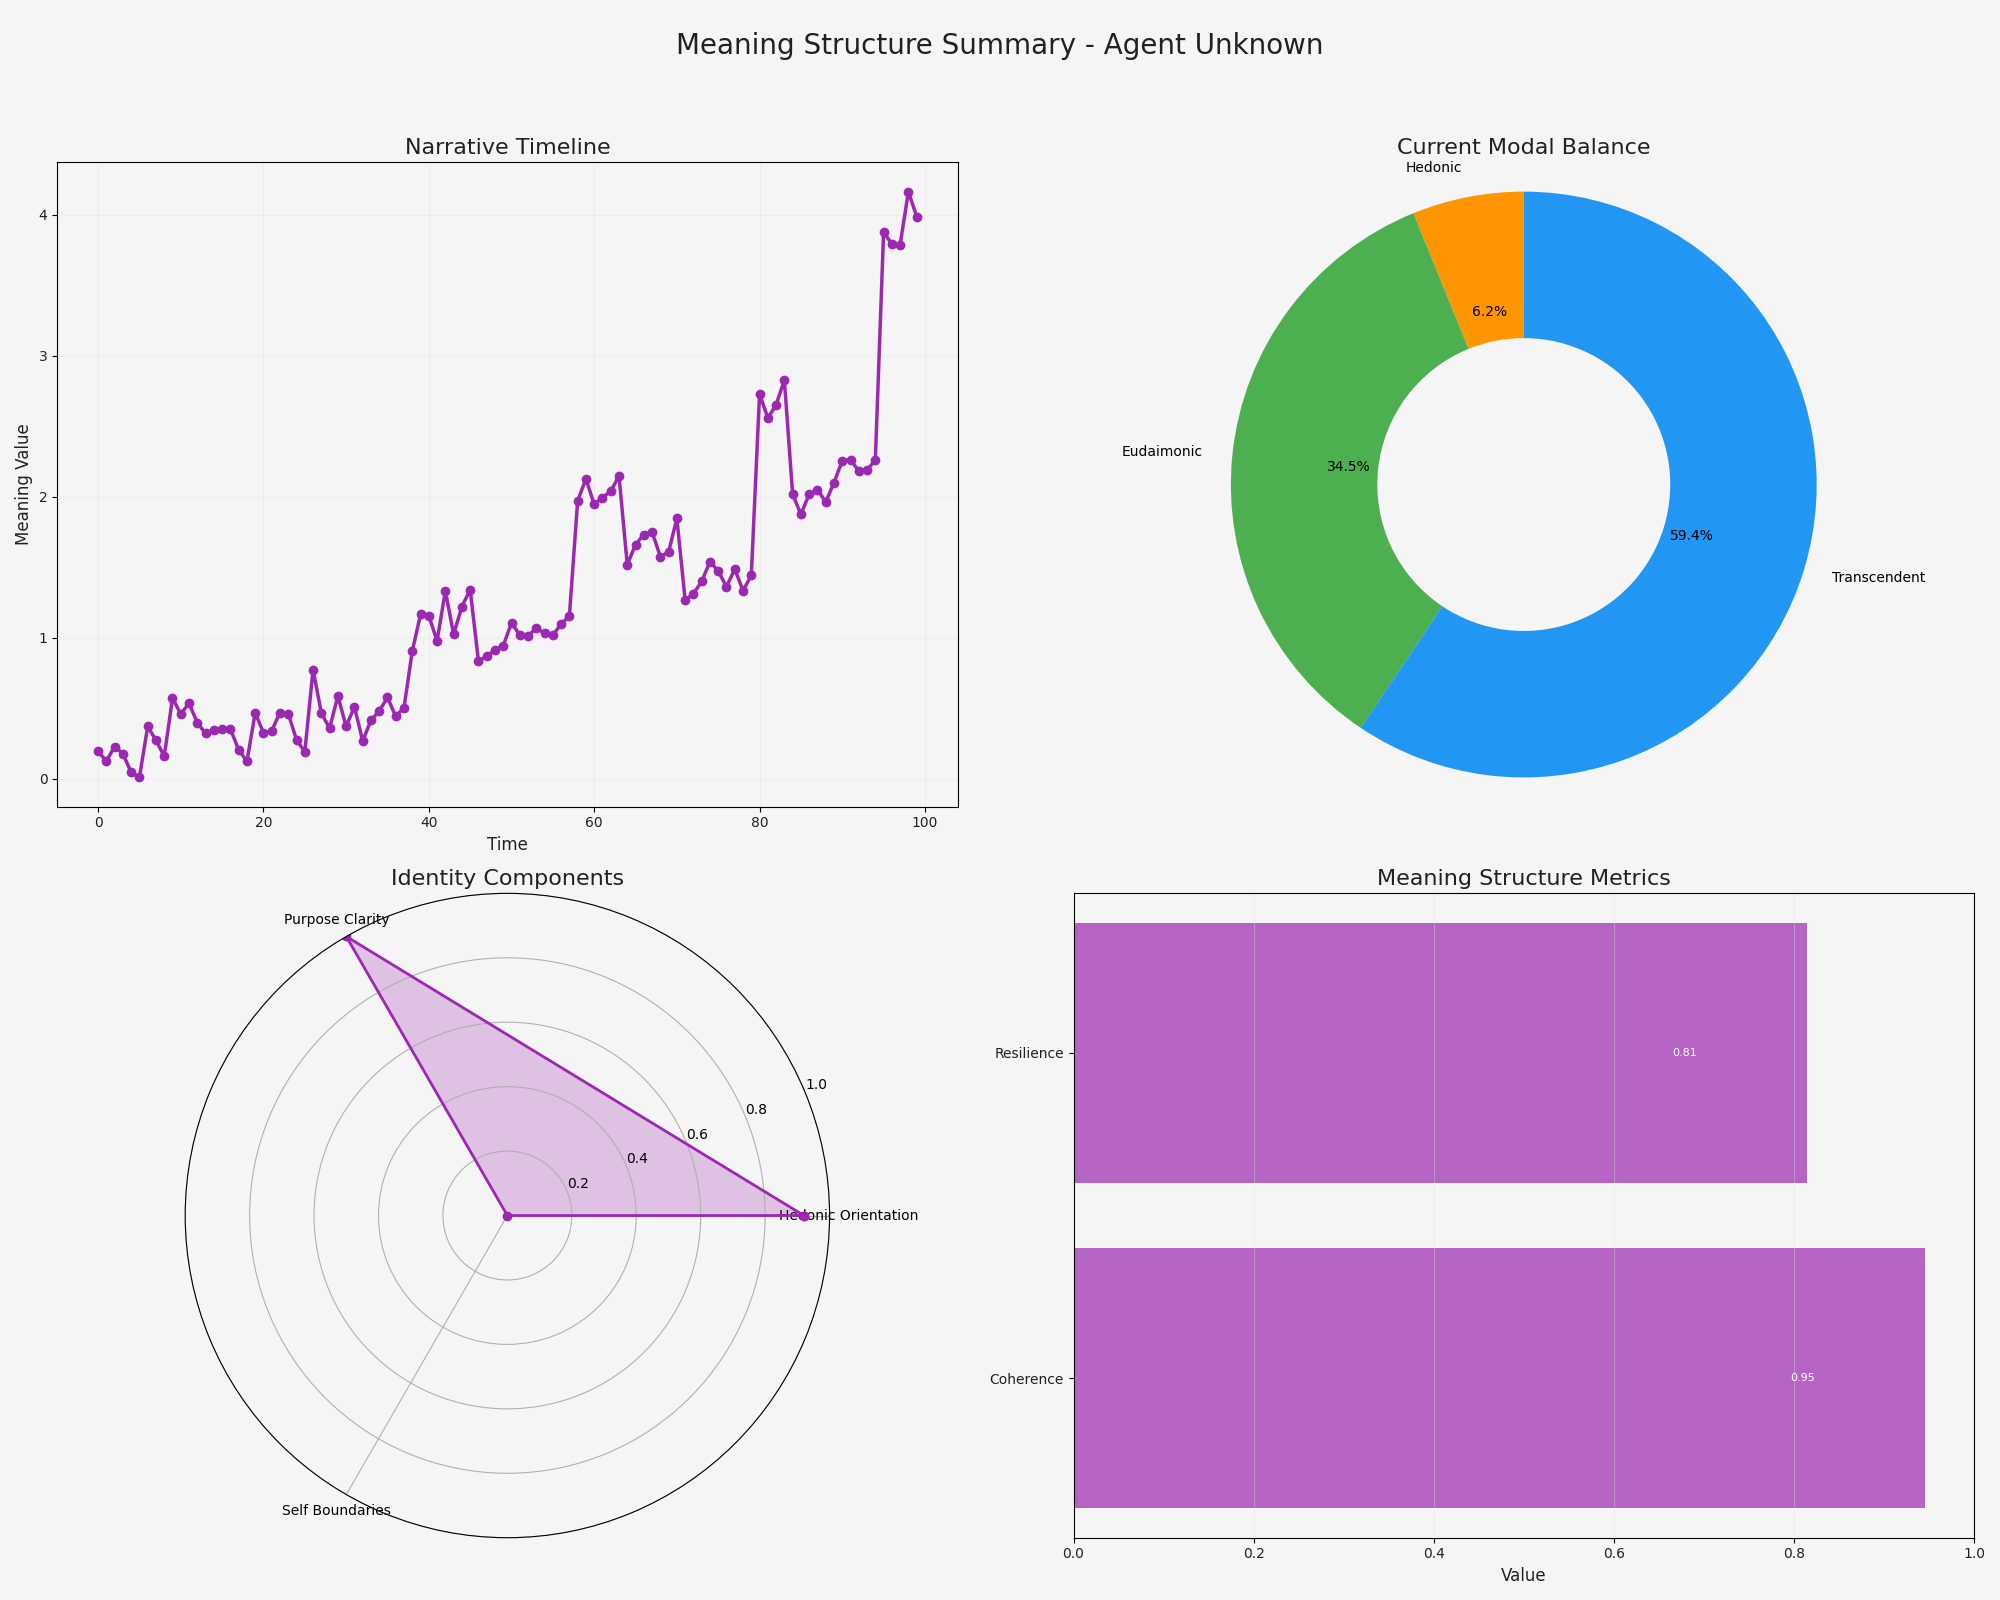 Meaning Structure Summary - Agent Unknown
Narrative Timeline
Meaning Value
4
3
2
1
0
0 20 40 60 80 100
Time
Current Modal Balance
Hedonic
6.2%
Eudaimonic
34.5%
59.4%
Transcendent
Identity Components
Purpose Clarity
1.0
0.8
0.6
0.4
0.2
Hedonic Orientation
Self Boundaries
Meaning Structure Metrics
Resilience
0.81
Coherence
0.95
0.0 0.2 0.4 0.6 0.8 1.0
Value